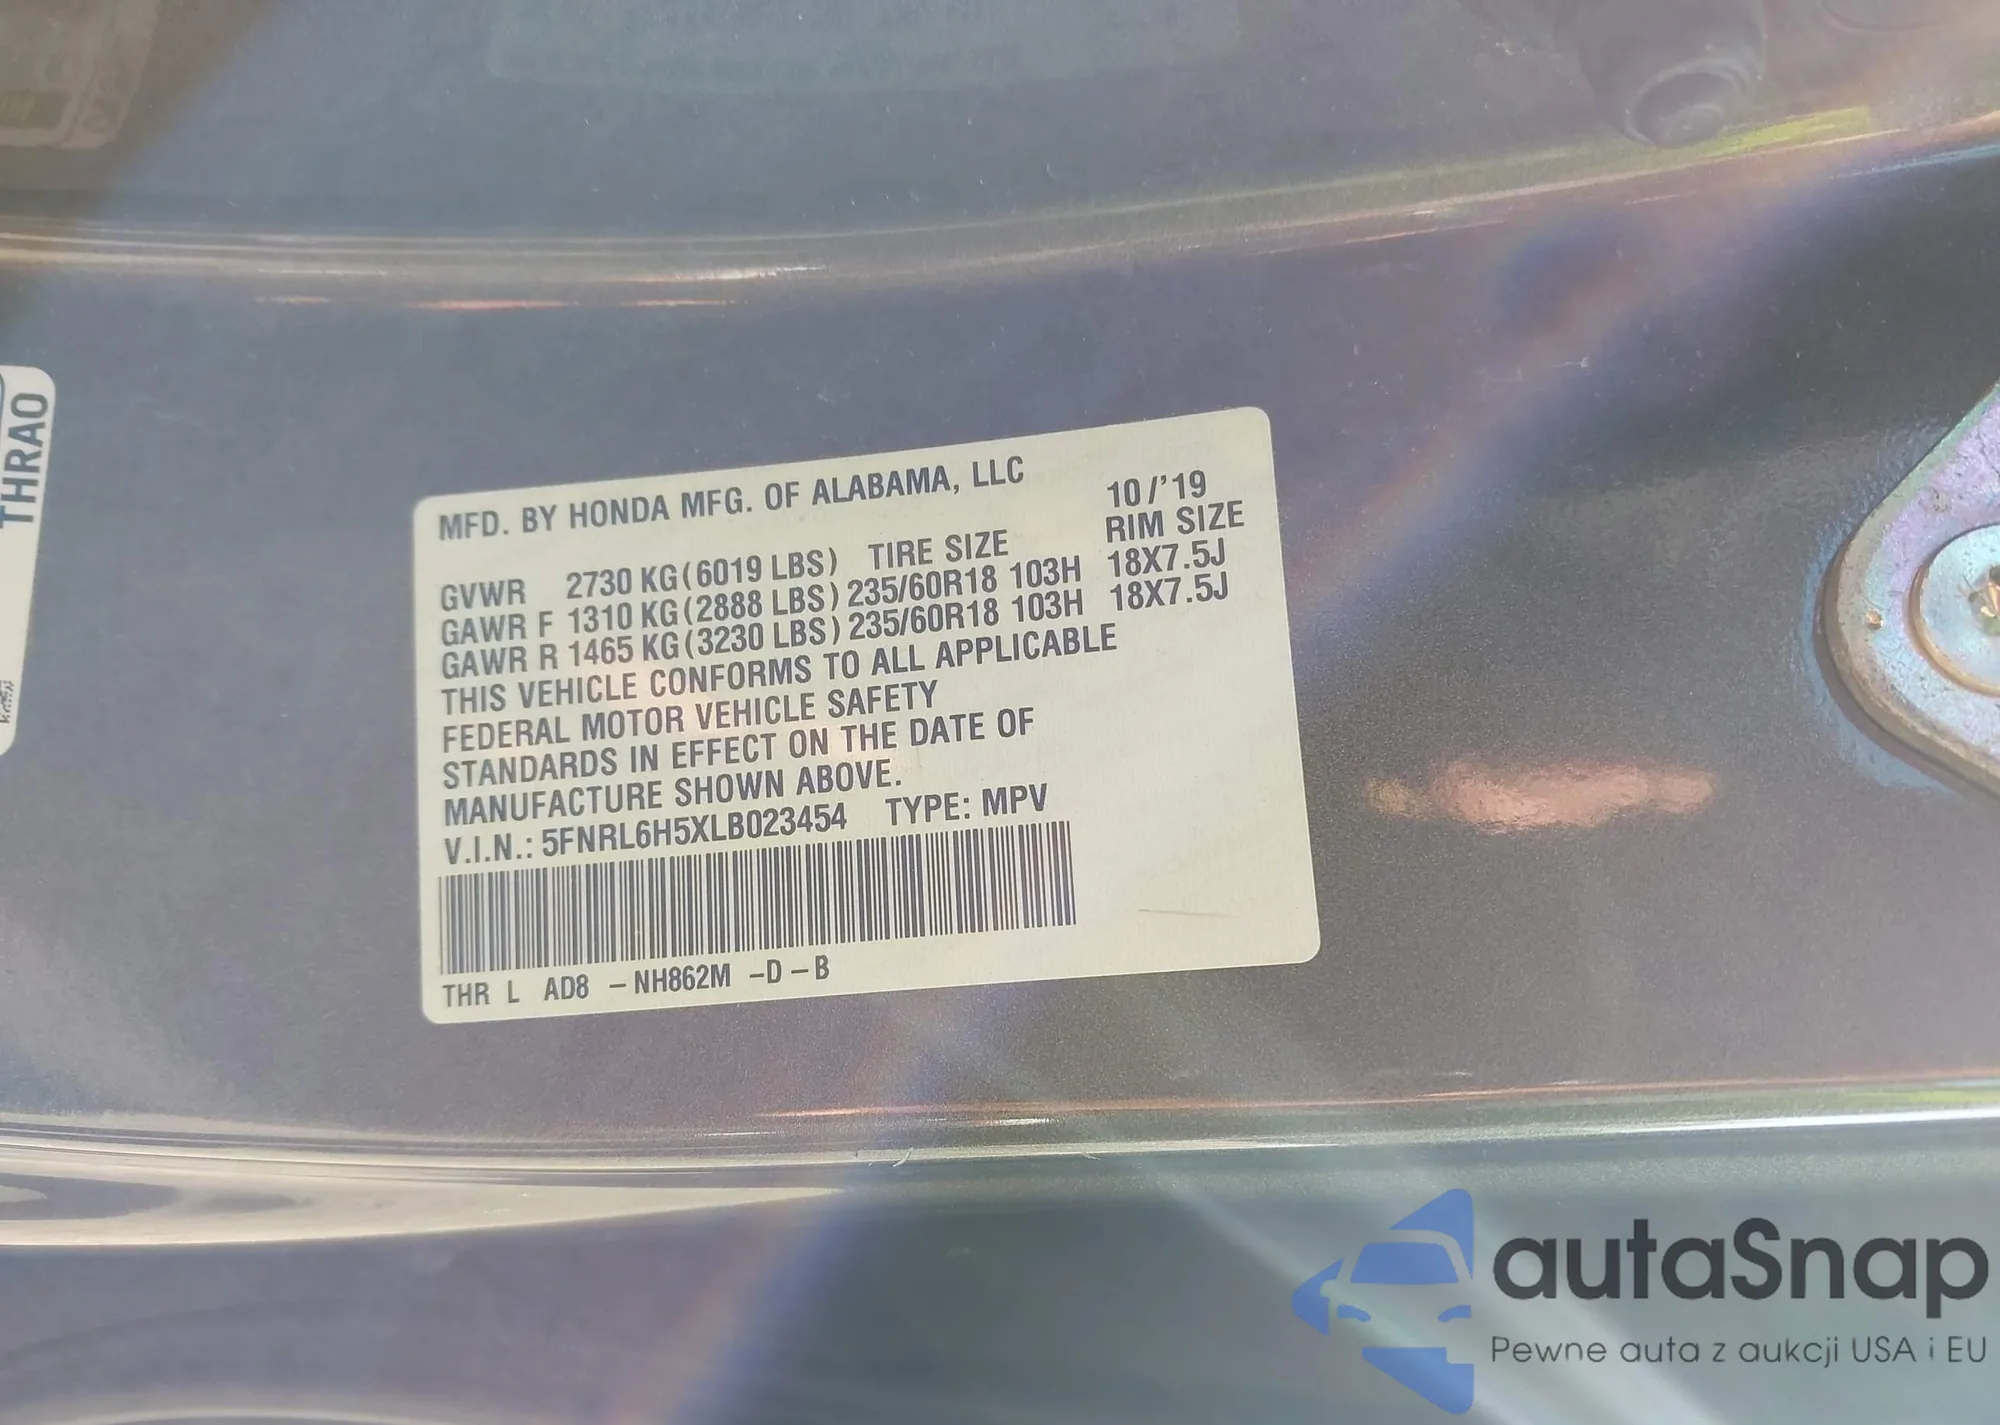 THRAO
MFD. BY HONDA MFG. OF ALABAMA, LLC 10/'19
GVWR 2730 KG(6019 LBS) TIRE SIZE RIM SIZE
GAWR F 1310 KG(2888 LBS) 235/60R18 103H 18X7.5J
GAWR R 1465 KG(3230 LBS) 235/60R18 103H 18X7.5J
THIS VEHICLE CONFORMS TO ALL APPLICABLE
FEDERAL MOTOR VEHICLE SAFETY
STANDARDS IN EFFECT ON THE DATE OF
MANUFACTURE SHOWN ABOVE.
V.I.N.: 5FNRL6H5XLB023454 TYPE: MPV
THR L AD8 -NH862M -D-B
autaSnap
Pewne auta z aukcji USA i EU